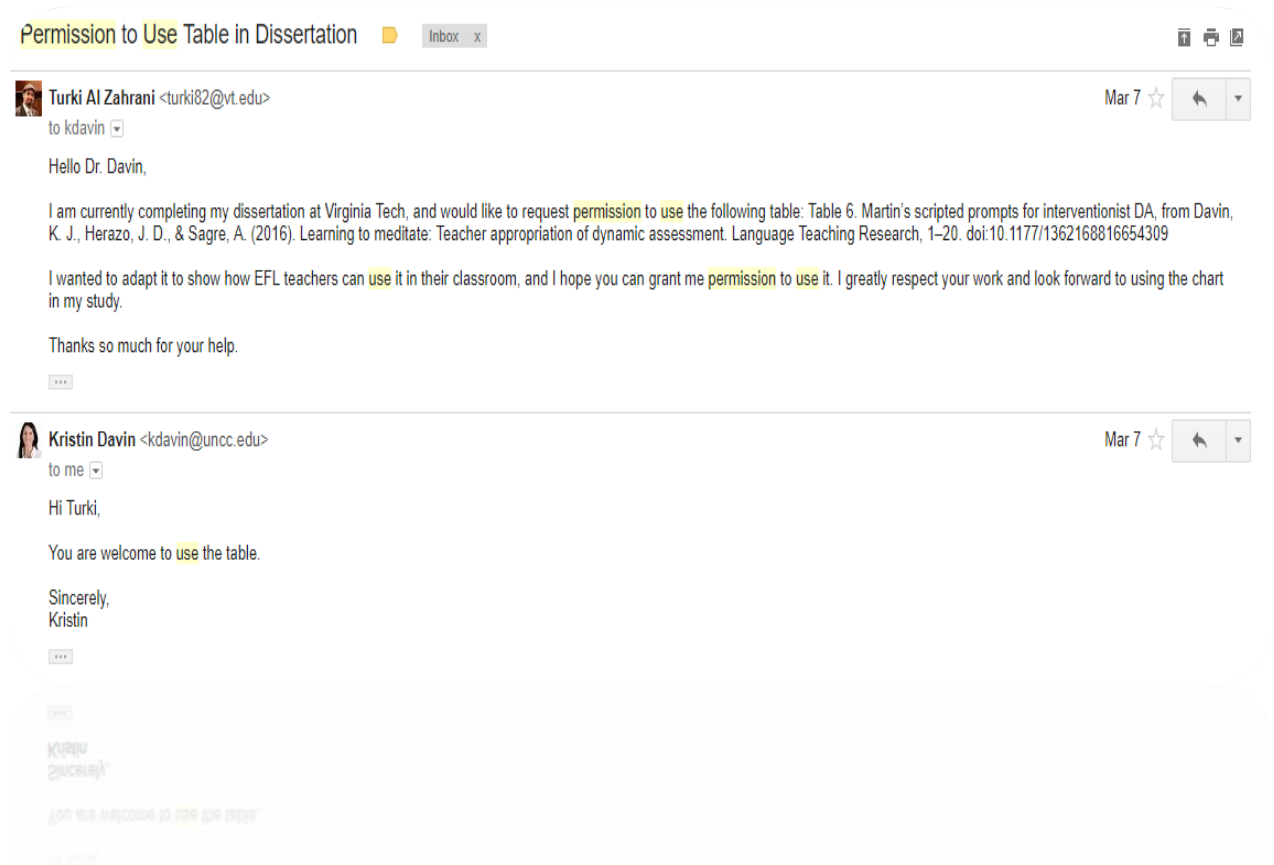 Permission to Use Table in Dissertation Inbox x
Turki Al Zahrani <turki82@vt.edu> Mar 7
to kdavin
Hello Dr. Davin,
I am currently completing my dissertation at Virginia Tech, and would like to request permission to use the following table: Table 6. Martin's scripted prompts for interventionist DA, from Davin,
K. J., Herazo, J. D., & Sagre, A. (2016). Learning to meditate: Teacher appropriation of dynamic assessment. Language Teaching Research, 1–20. doi:10.1177/1362168816654309
I wanted to adapt it to show how EFL teachers can use it in their classroom, and I hope you can grant me permission to use it. I greatly respect your work and look forward to using the chart
in my study.
Thanks so much for your help.
...
Kristin Davin <kdavin@uncc.edu> Mar 7
to me
Hi Turki,
You are welcome to use the table.
Sincerely,
Kristin
...